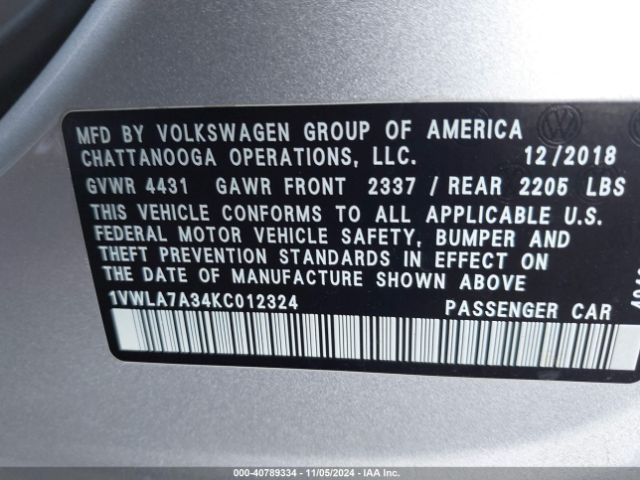 MFD BY VOLKSWAGEN GROUP OF AMERICA
CHATTANOOGA OPERATIONS, LLC. 12/2018
GVWR 4431 GAWR FRONT 2337 / REAR 2205 LBS
THIS VEHICLE CONFORMS TO ALL APPLICABLE U.S.
FEDERAL MOTOR VEHICLE SAFETY, BUMPER AND
THEFT PREVENTION STANDARDS IN EFFECT ON
THE DATE OF MANUFACTURE SHOWN ABOVE
1VWLA7A34KC012324 PASSENGER CAR
000-40789334 - 11/05/2024 - IAA Inc.